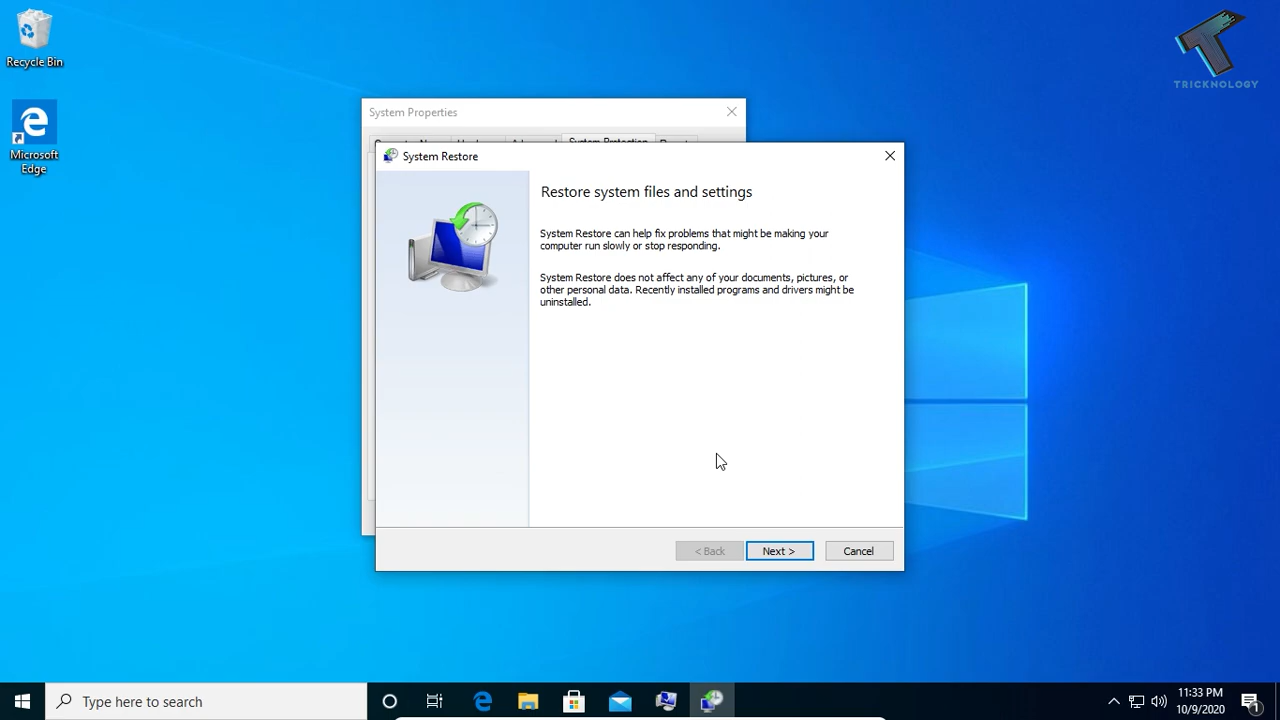 Recycle Bin
Microsoft
Edge
TRICKNOLOGY
System Properties
System Protection
System Restore
Restore system files and settings
System Restore can help fix problems that might be making your
computer run slowly or stop responding.
System Restore does not affect any of your documents, pictures, or
other personal data. Recently installed programs and drivers might be
uninstalled.
< Back
Next >
Cancel
Type here to search
11:33 PM
10/9/2020
1